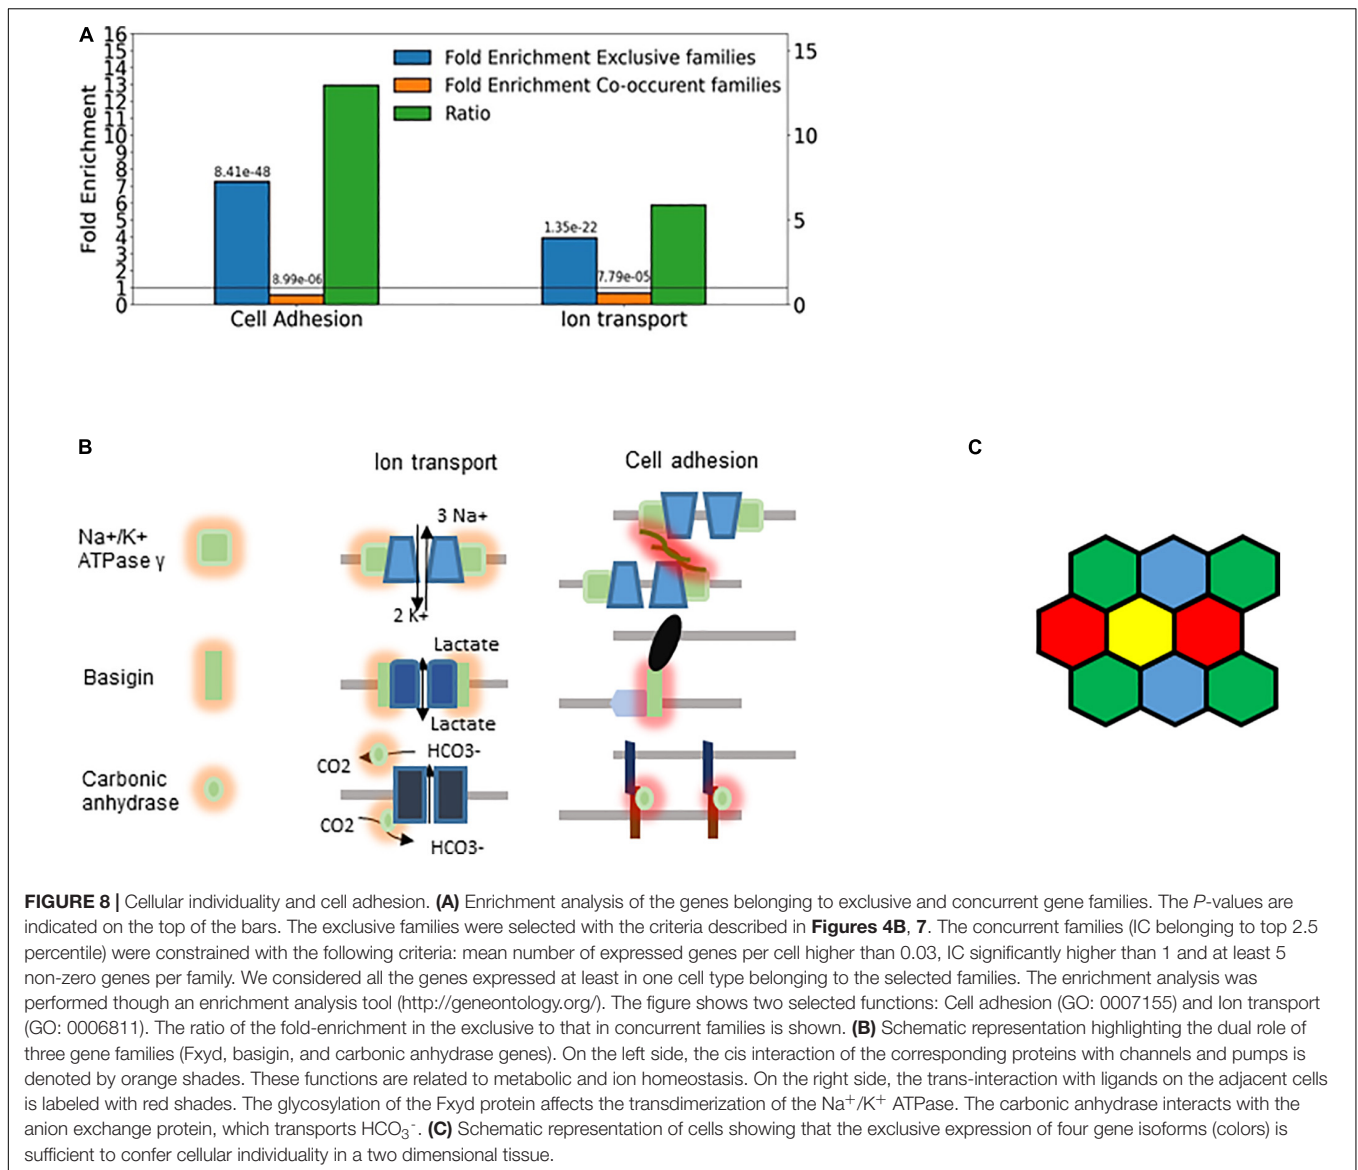 A
16
15
14
13
12
11
10
9
8
7
6
5
4
3
2
1
0
Fold Enrichment
15
10
5
0
Fold Enrichment Exclusive families
Fold Enrichment Co-occurent families
Ratio
8.41e-48
8.99e-06
1.35e-22
7.79e-05
Cell Adhesion
Ion transport
B
Ion transport
Cell adhesion
Na+/K+
ATPase γ
3 Na+
2 K+
Basigin
Lactate
Lactate
Carbonic
anhydrase
CO2
HCO3-
CO2
HCO3-
C
FIGURE 8 | Cellular individuality and cell adhesion. (A) Enrichment analysis of the genes belonging to exclusive and concurrent gene families. The P-values are
indicated on the top of the bars. The exclusive families were selected with the criteria described in Figures 4B, 7. The concurrent families (IC belonging to top 2.5
percentile) were constrained with the following criteria: mean number of expressed genes per cell higher than 0.03, IC significantly higher than 1 and at least 5
non-zero genes per family. We considered all the genes expressed at least in one cell type belonging to the selected families. The enrichment analysis was
performed though an enrichment analysis tool (http://geneontology.org/). The figure shows two selected functions: Cell adhesion (GO: 0007155) and Ion transport
(GO: 0006811). The ratio of the fold-enrichment in the exclusive to that in concurrent families is shown. (B) Schematic representation highlighting the dual role of
three gene families (Fxyd, basigin, and carbonic anhydrase genes). On the left side, the cis interaction of the corresponding proteins with channels and pumps is
denoted by orange shades. These functions are related to metabolic and ion homeostasis. On the right side, the trans-interaction with ligands on the adjacent cells
is labeled with red shades. The glycosylation of the Fxyd protein affects the transdimerization of the Na⁺/K⁺ ATPase. The carbonic anhydrase interacts with the
anion exchange protein, which transports HCO₃⁻. (C) Schematic representation of cells showing that the exclusive expression of four gene isoforms (colors) is
sufficient to confer cellular individuality in a two dimensional tissue.